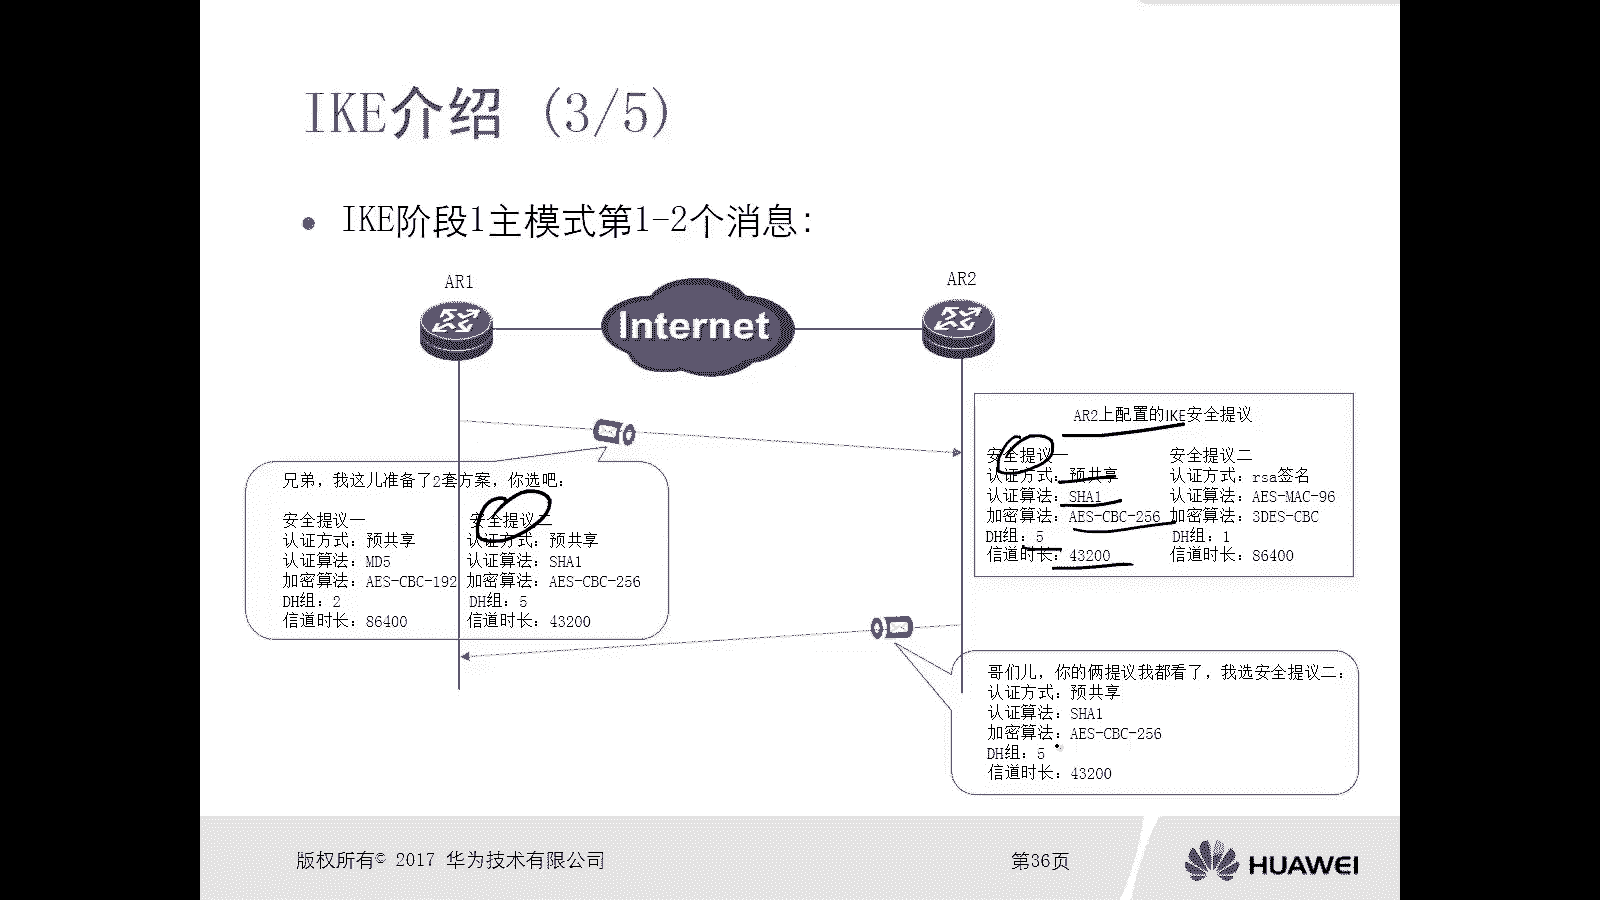 IKE介绍 (3/5)
IKE阶段1主模式第1-2个消息:
AR1
AR2
Internet
AR2上配置的IKE安全提议
安全提议一
认证方式: 预共享
认证算法: SHA1
加密算法: AES-CBC-256
DH组: 5
信道时长: 43200
安全提议二
认证方式: rsa签名
认证算法: AES-MAC-96
加密算法: 3DES-CBC
DH组: 1
信道时长: 86400
兄弟, 我这儿准备了2套方案, 你选吧:
安全提议一
认证方式: 预共享
认证算法: MD5
加密算法: AES-CBC-192
DH组: 2
信道时长: 86400
安全提议二
认证方式: 预共享
认证算法: SHA1
加密算法: AES-CBC-256
DH组: 5
信道时长: 43200
哥们儿, 你的俩提议我都看了, 我选安全提议二:
认证方式: 预共享
认证算法: SHA1
加密算法: AES-CBC-256
DH组: 5
信道时长: 43200
版权所有© 2017 华为技术有限公司
第36页
HUAWEI